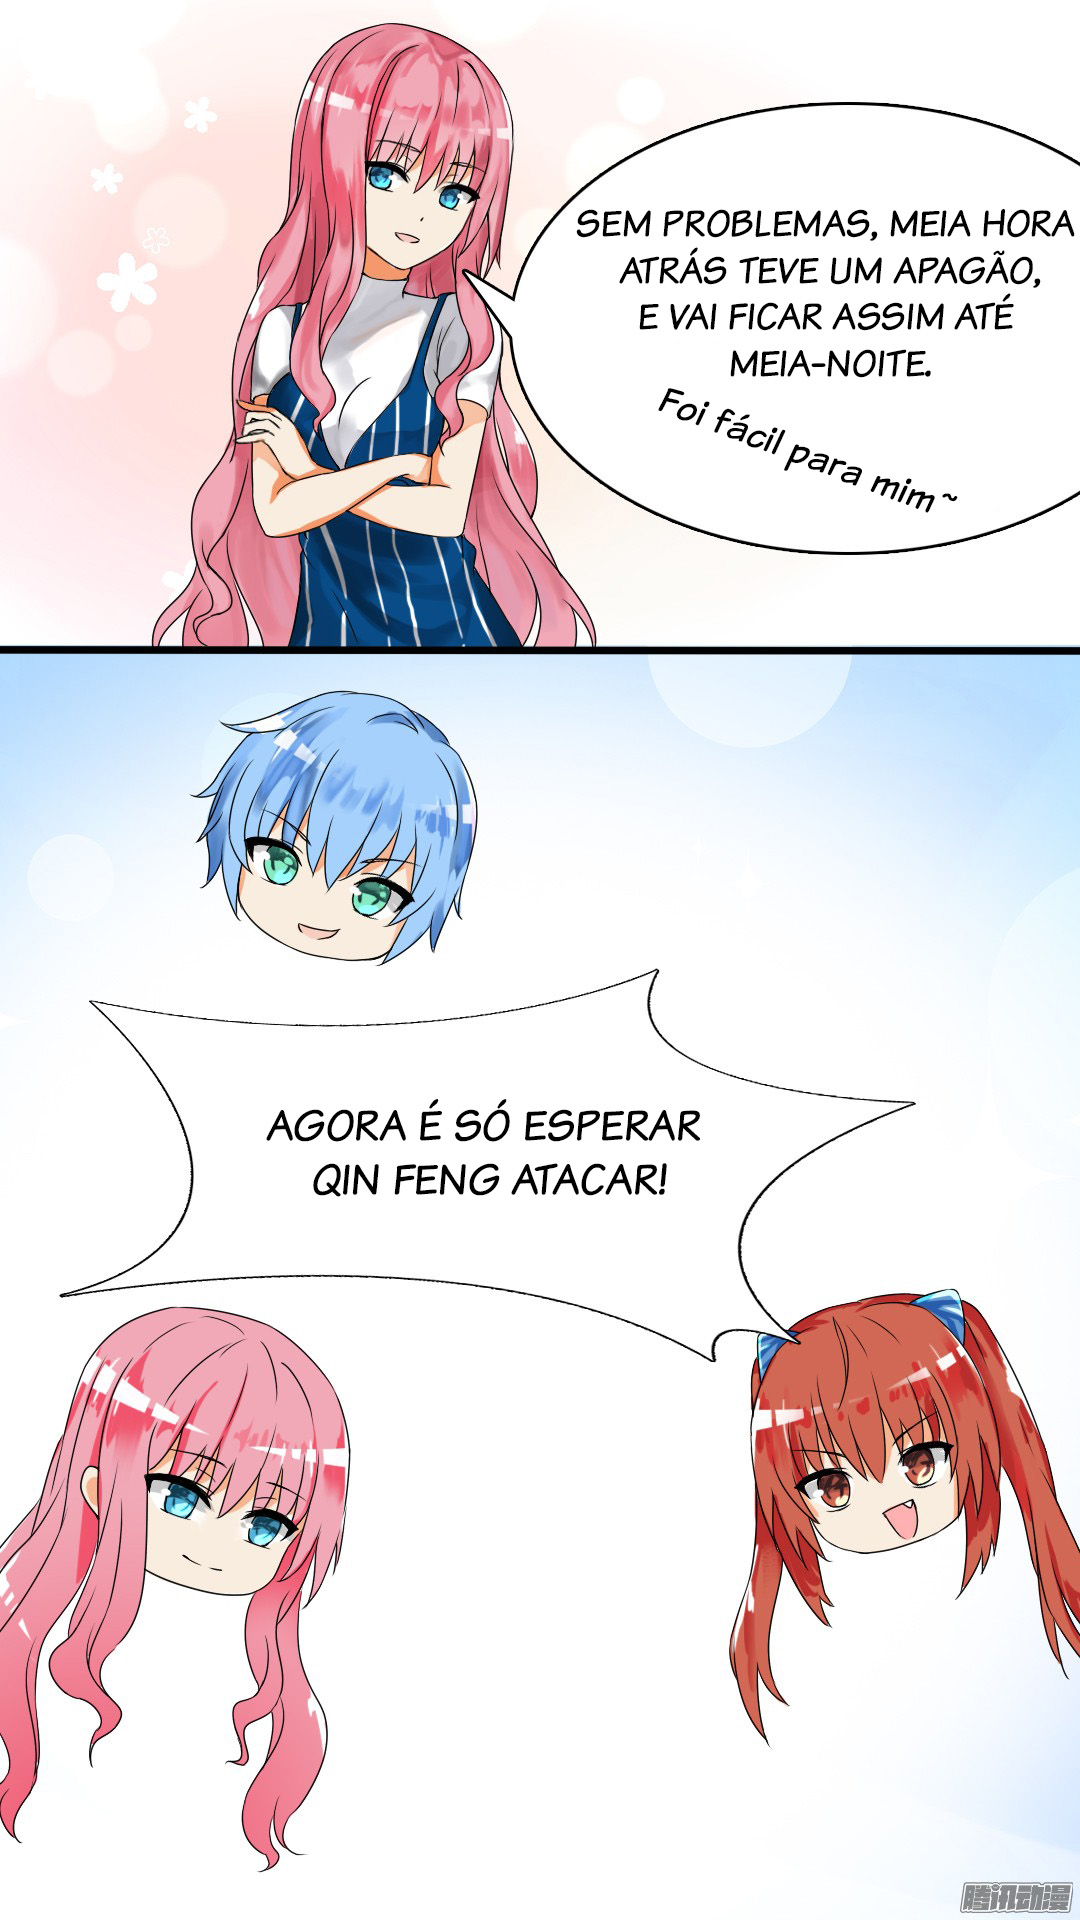 SEM PROBLEMAS, MEIA HORA
ATRÁS TEVE UM APAGÃO,
E VAI FICAR ASSIM ATÉ
MEIA-NOITE.
Foi fácil para mim~
AGORA É SÓ ESPERAR
QIN FENG ATACAR!
腾讯动漫